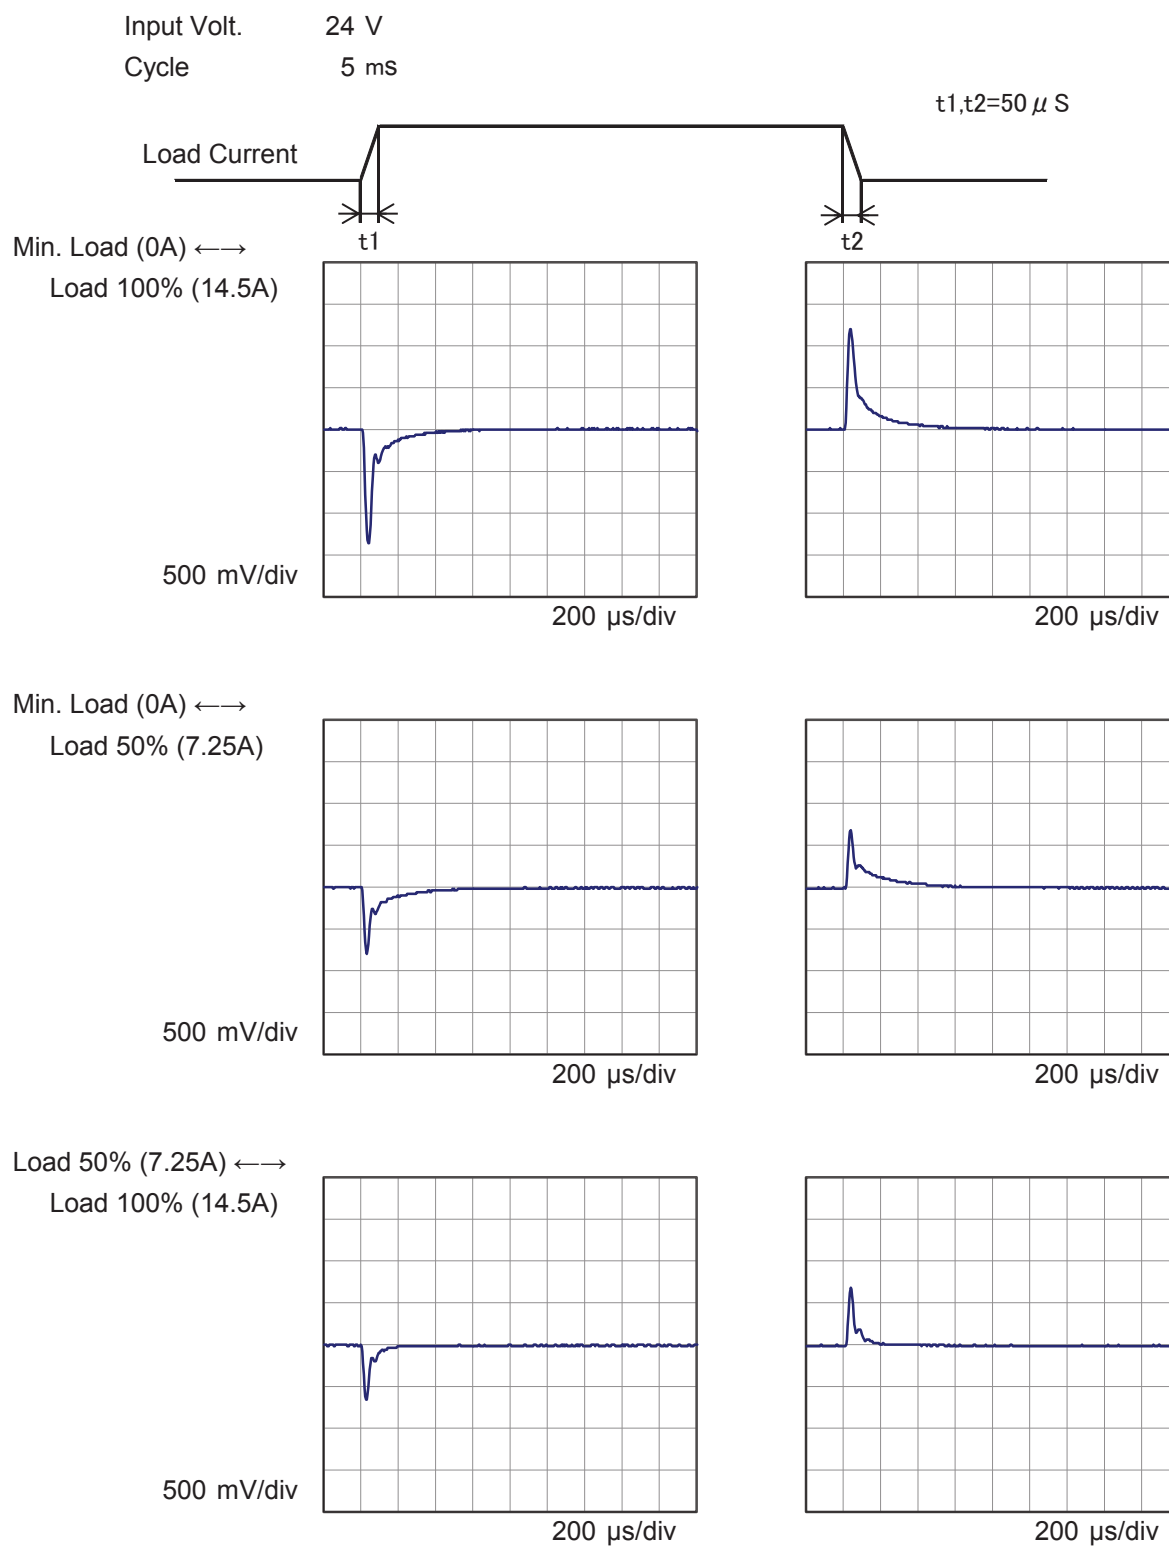 Input Volt. 24 V
Cycle 5 ms
t1,t2=50 μ S
Load Current
t1 t2
Min. Load (0A) ←→
Load 100% (14.5A)
500 mV/div
200 µs/div 200 µs/div
Min. Load (0A) ←→
Load 50% (7.25A)
500 mV/div
200 µs/div 200 µs/div
Load 50% (7.25A) ←→
Load 100% (14.5A)
500 mV/div
200 µs/div 200 µs/div